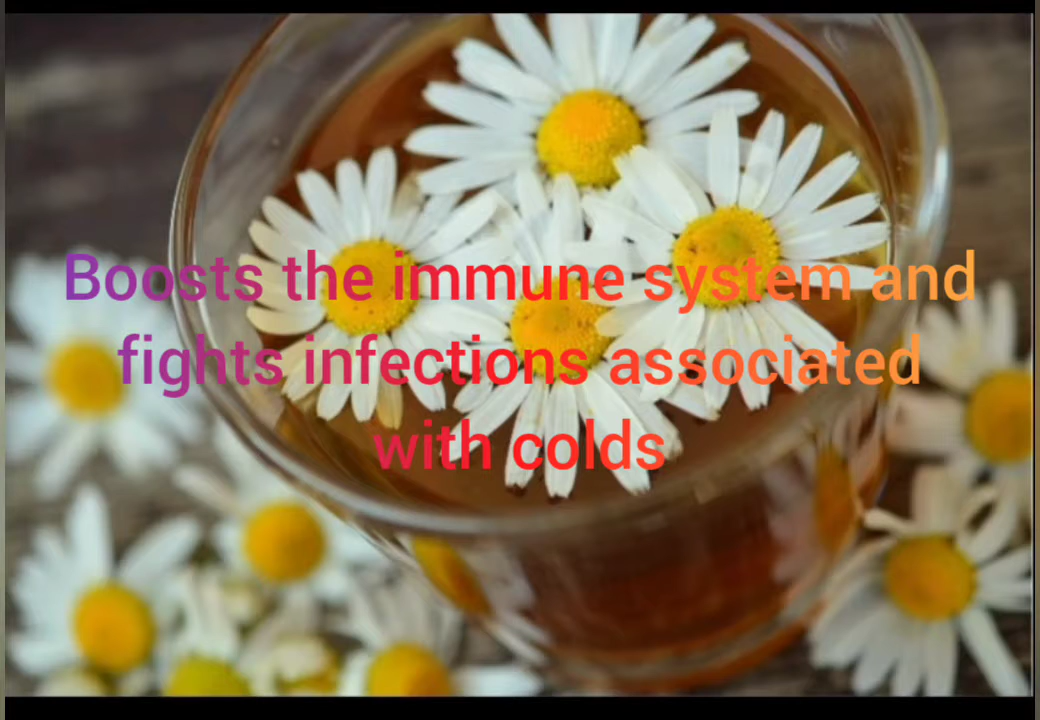 Boosts the immune system and
fights infections associated
with colds